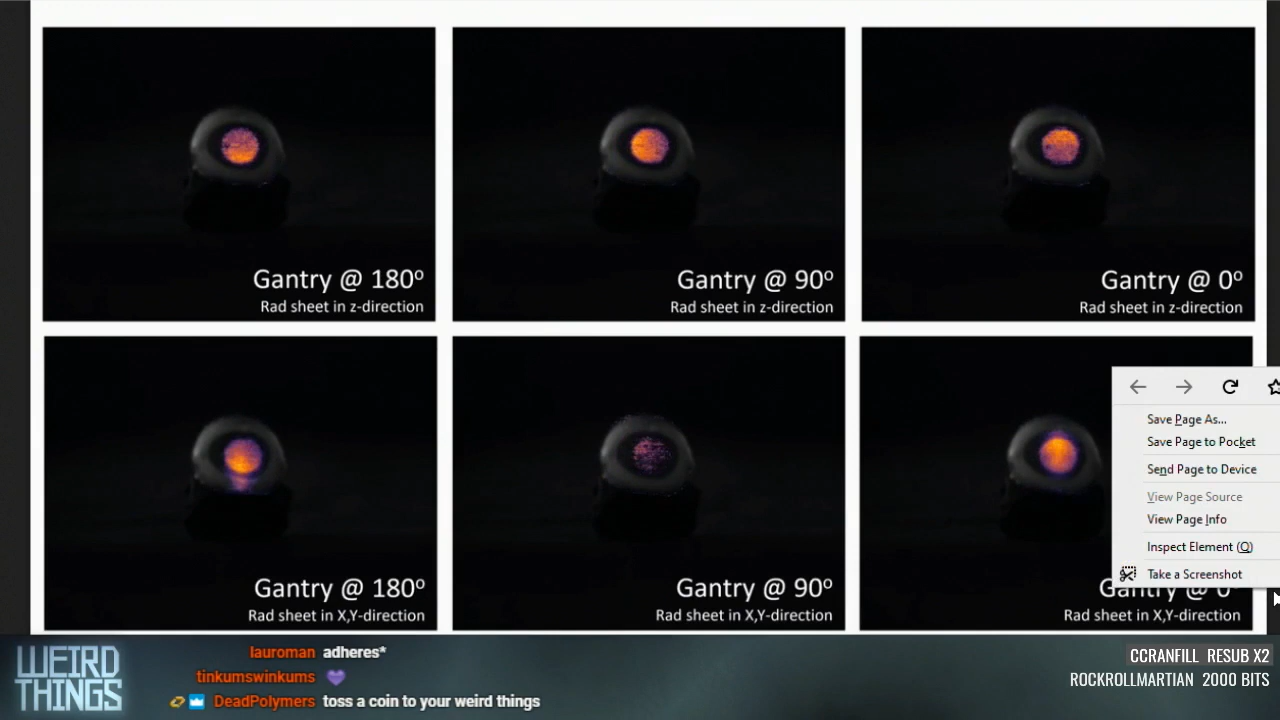 Gantry @ 180º
Rad sheet in z-direction
Gantry @ 90º
Rad sheet in z-direction
Gantry @ 0º
Rad sheet in z-direction
Gantry @ 180º
Rad sheet in X,Y-direction
Gantry @ 90º
Rad sheet in X,Y-direction
Gantry @ 0º
Rad sheet in X,Y-direction
Save Page As...
Save Page to Pocket
Send Page to Device
View Page Source
View Page Info
Inspect Element (Q)
Take a Screenshot
WEIRD
THINGS
lauroman adheres*
tinkumswinkums
DeadPolymers toss a coin to your weird things
CCRANFILL RESUB X2
ROCKROLLMARTIAN 2000 BITS